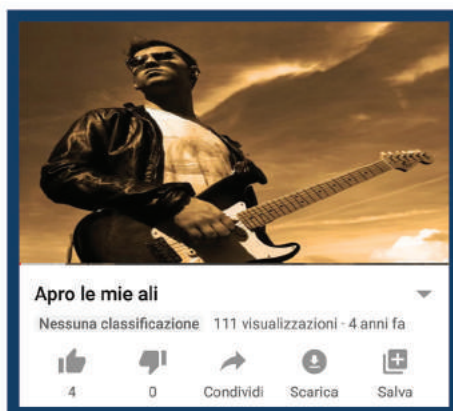 Apro le mie ali
Nessuna classificazione 111 visualizzazioni · 4 anni fa
4 0 Condividi Scarica Salva